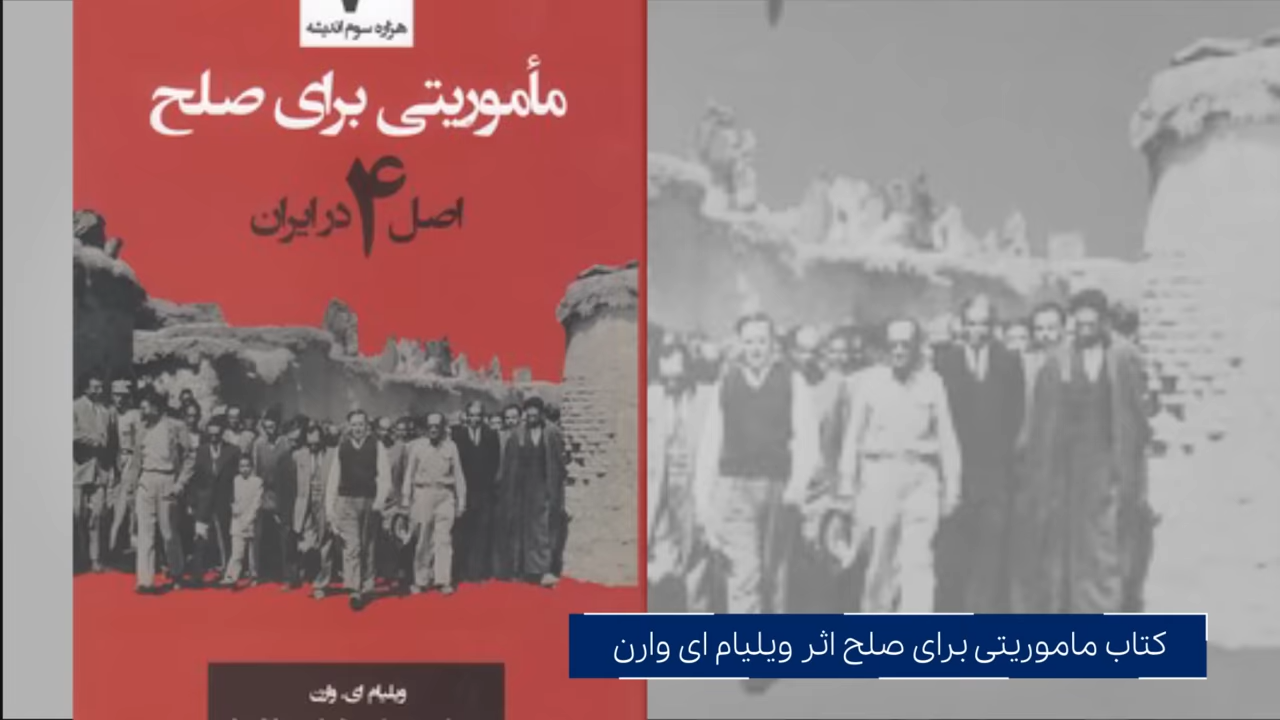 هزاره سوم اندیشه
مأموریتی برای صلح
اصل ۴ در ایران
ویلیام ای. وارن
کتاب ماموریتی برای صلح اثر ویلیام ای وارن